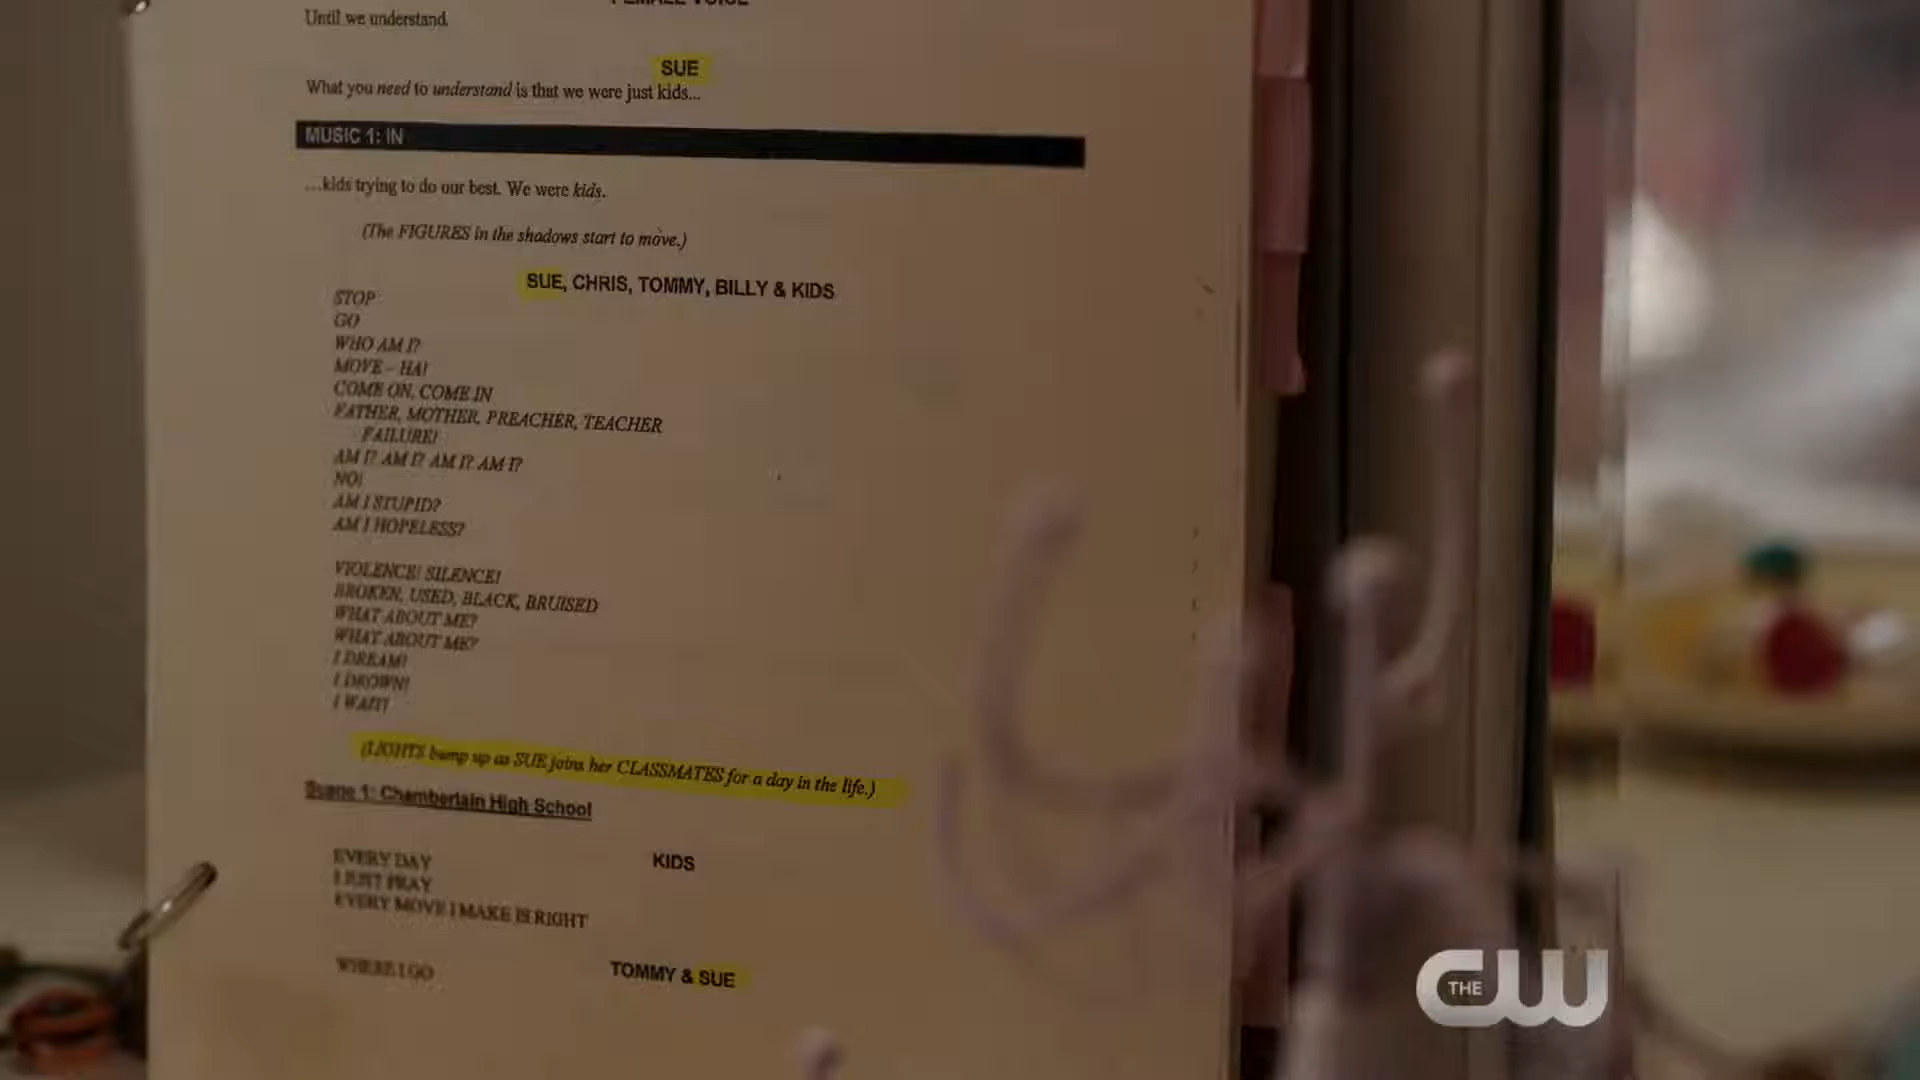 FEMALE VOICE
Until we understand.
SUE
What you need to understand is that we were just kids...
MUSIC 1: IN
...kids trying to do our best. We were kids.
(The FIGURES in the shadows start to move.)
SUE, CHRIS, TOMMY, BILLY & KIDS
STOP
GO
WHO AM I?
MOVE – HA!
COME ON, COME IN
FATHER, MOTHER, PREACHER, TEACHER
FAILURE!
AM I? AM I? AM I? AM I?
NO!
AM I STUPID?
AM I HOPELESS?
VIOLENCE! SILENCE!
BROKEN, USED, BLACK, BRUISED
WHAT ABOUT ME?
WHAT ABOUT ME?
I DREAM!
I DROWN!
I WAIT!
(LIGHTS bump up as SUE joins her CLASSMATES for a day in the life.)
Scene 1: Chamberlain High School
KIDS
EVERY DAY
I JUST PRAY
EVERY MOVE I MAKE IS RIGHT
TOMMY & SUE
WHERE I GO
THE CW